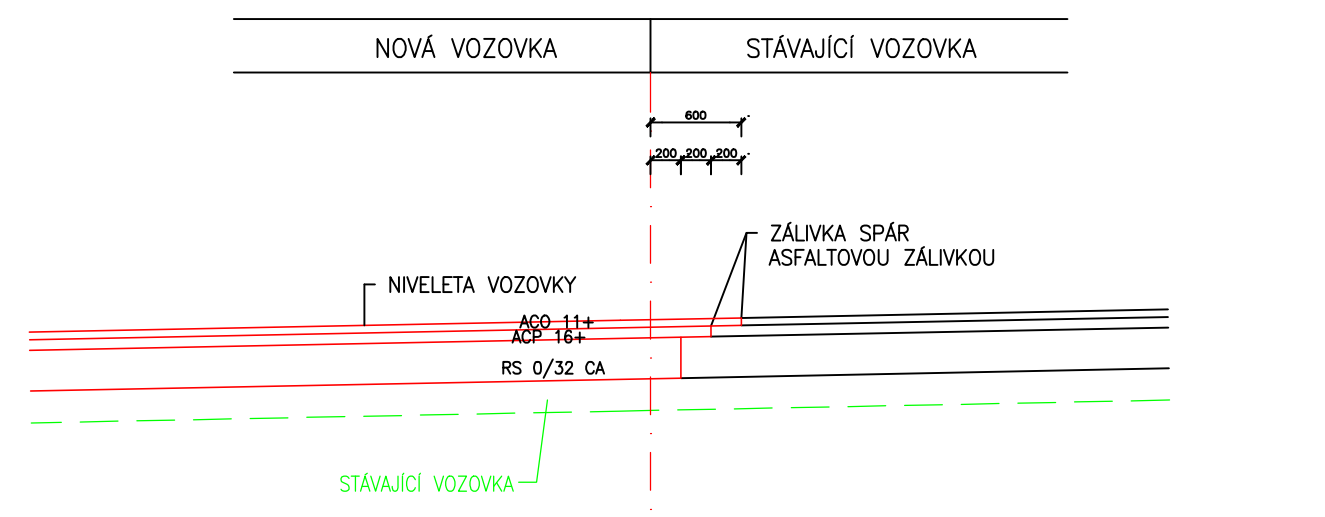 NOVÁ VOZOVKA
STÁVAJÍCÍ VOZOVKA
600
200 200 200
ZÁLIVKA SPÁR
ASFALTOVOU ZÁLIVKOU
NIVELETA VOZOVKY
ACO 11+
ACP 16+
RS 0/32 CA
STÁVAJÍCÍ VOZOVKA